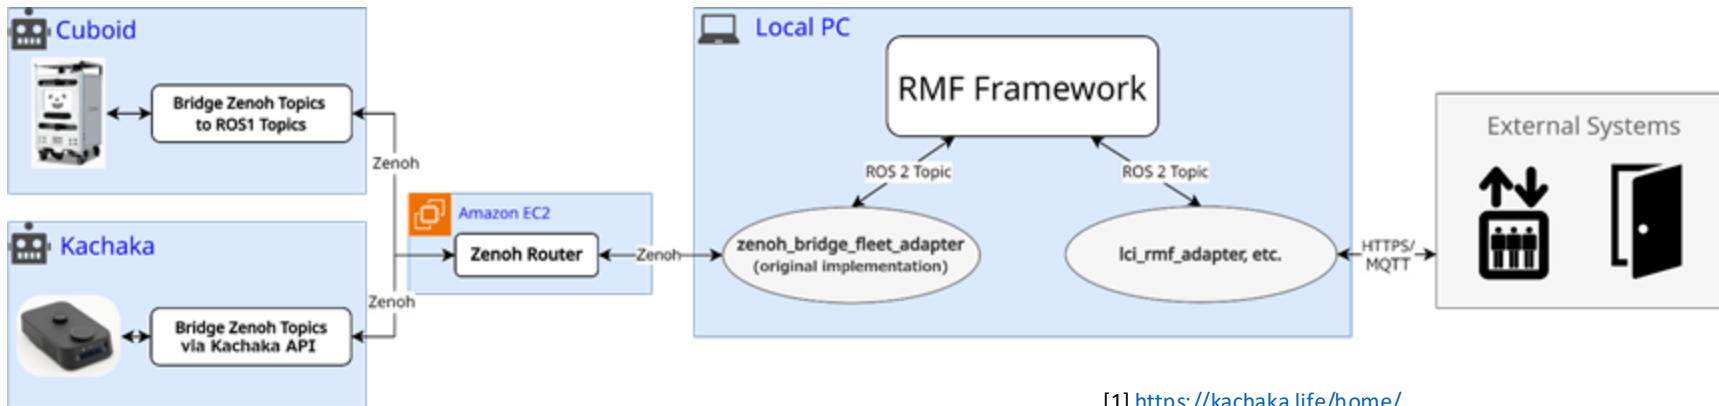 Cuboid
Bridge Zenoh Topics
to ROS1 Topics
Zenoh
Kachaka
Bridge Zenoh Topics
via Kachaka API
Zenoh
Amazon EC2
Zenoh Router
Zenoh
Local PC
RMF Framework
ROS 2 Topic
ROS 2 Topic
zenoh_bridge_fleet_adapter
(original implementation)
lci_rmf_adapter, etc.
HTTPS/
MQTT
External Systems
[1] https://kachaka.life/home/